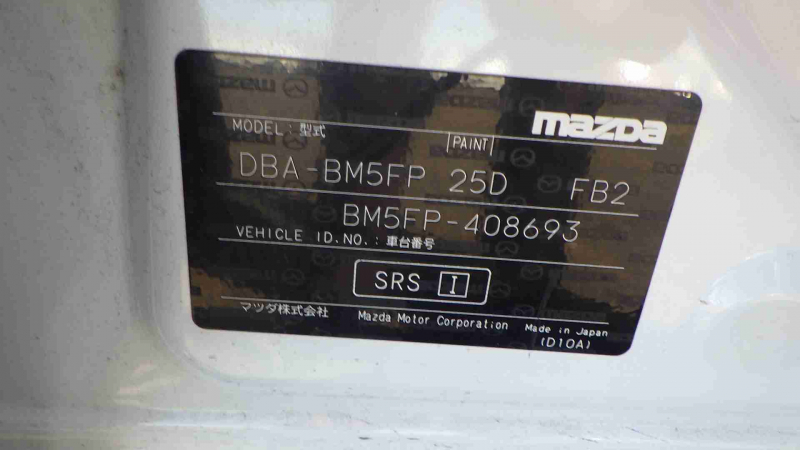 mazda
MODEL : 型式
PAINT
DBA-BM5FP 25D FB2
BM5FP-408693
VEHICLE ID.NO. : 車台番号
SRS I
マツダ株式会社 Mazda Motor Corporation Made in Japan
(D10A)